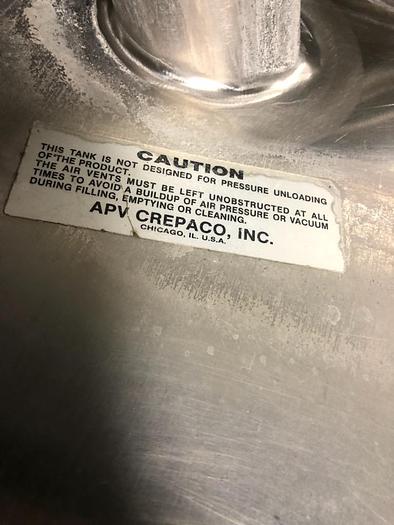 CAUTION
THIS TANK IS NOT DESIGNED FOR PRESSURE UNLOADING
OF THE PRODUCT.
THE AIR VENTS MUST BE LEFT UNOBSTRUCTED AT ALL
TIMES TO AVOID A BUILDUP OF AIR PRESSURE OR VACUUM
DURING FILLING, EMPTYING OR CLEANING.
APV CREPACO, INC.
CHICAGO, IL. U.S.A.